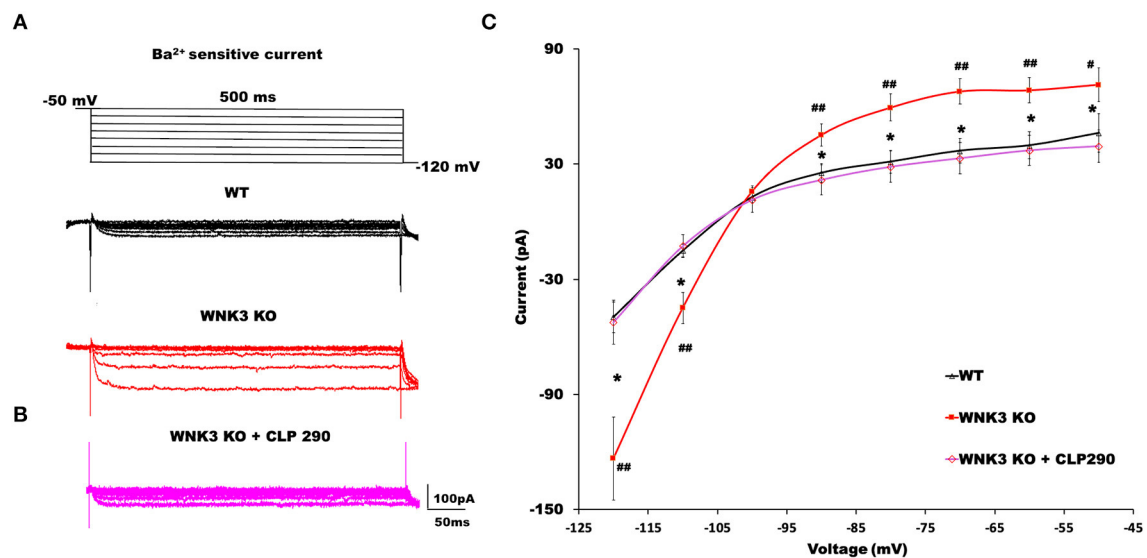 A
Ba²⁺ sensitive current
-50 mV
500 ms
-120 mV
WT
WNK3 KO
B
WNK3 KO + CLP 290
100pA
50ms
C
90
30
-30
-90
-150
Current (pA)
##
##
##
##
#
*
*
*
*
*
*
##
*
##
WT
WNK3 KO
WNK3 KO + CLP290
-125
-115
-105
-95
-85
-75
-65
-55
-45
Voltage (mV)